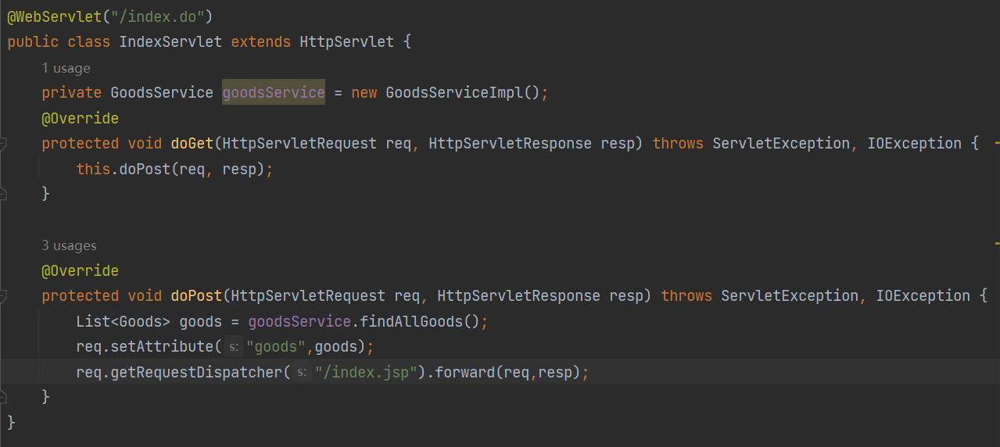 @WebServlet("/index.do")
public class IndexServlet extends HttpServlet {
1 usage
private GoodsService goodsService = new GoodsServiceImpl();
@Override
protected void doGet(HttpServletRequest req, HttpServletResponse resp) throws ServletException, IOException {
this.doPost(req, resp);
}
3 usages
@Override
protected void doPost(HttpServletRequest req, HttpServletResponse resp) throws ServletException, IOException {
List<Goods> goods = goodsService.findAllGoods();
req.setAttribute( s: "goods",goods);
req.getRequestDispatcher( s: "/index.jsp").forward(req,resp);
}
}